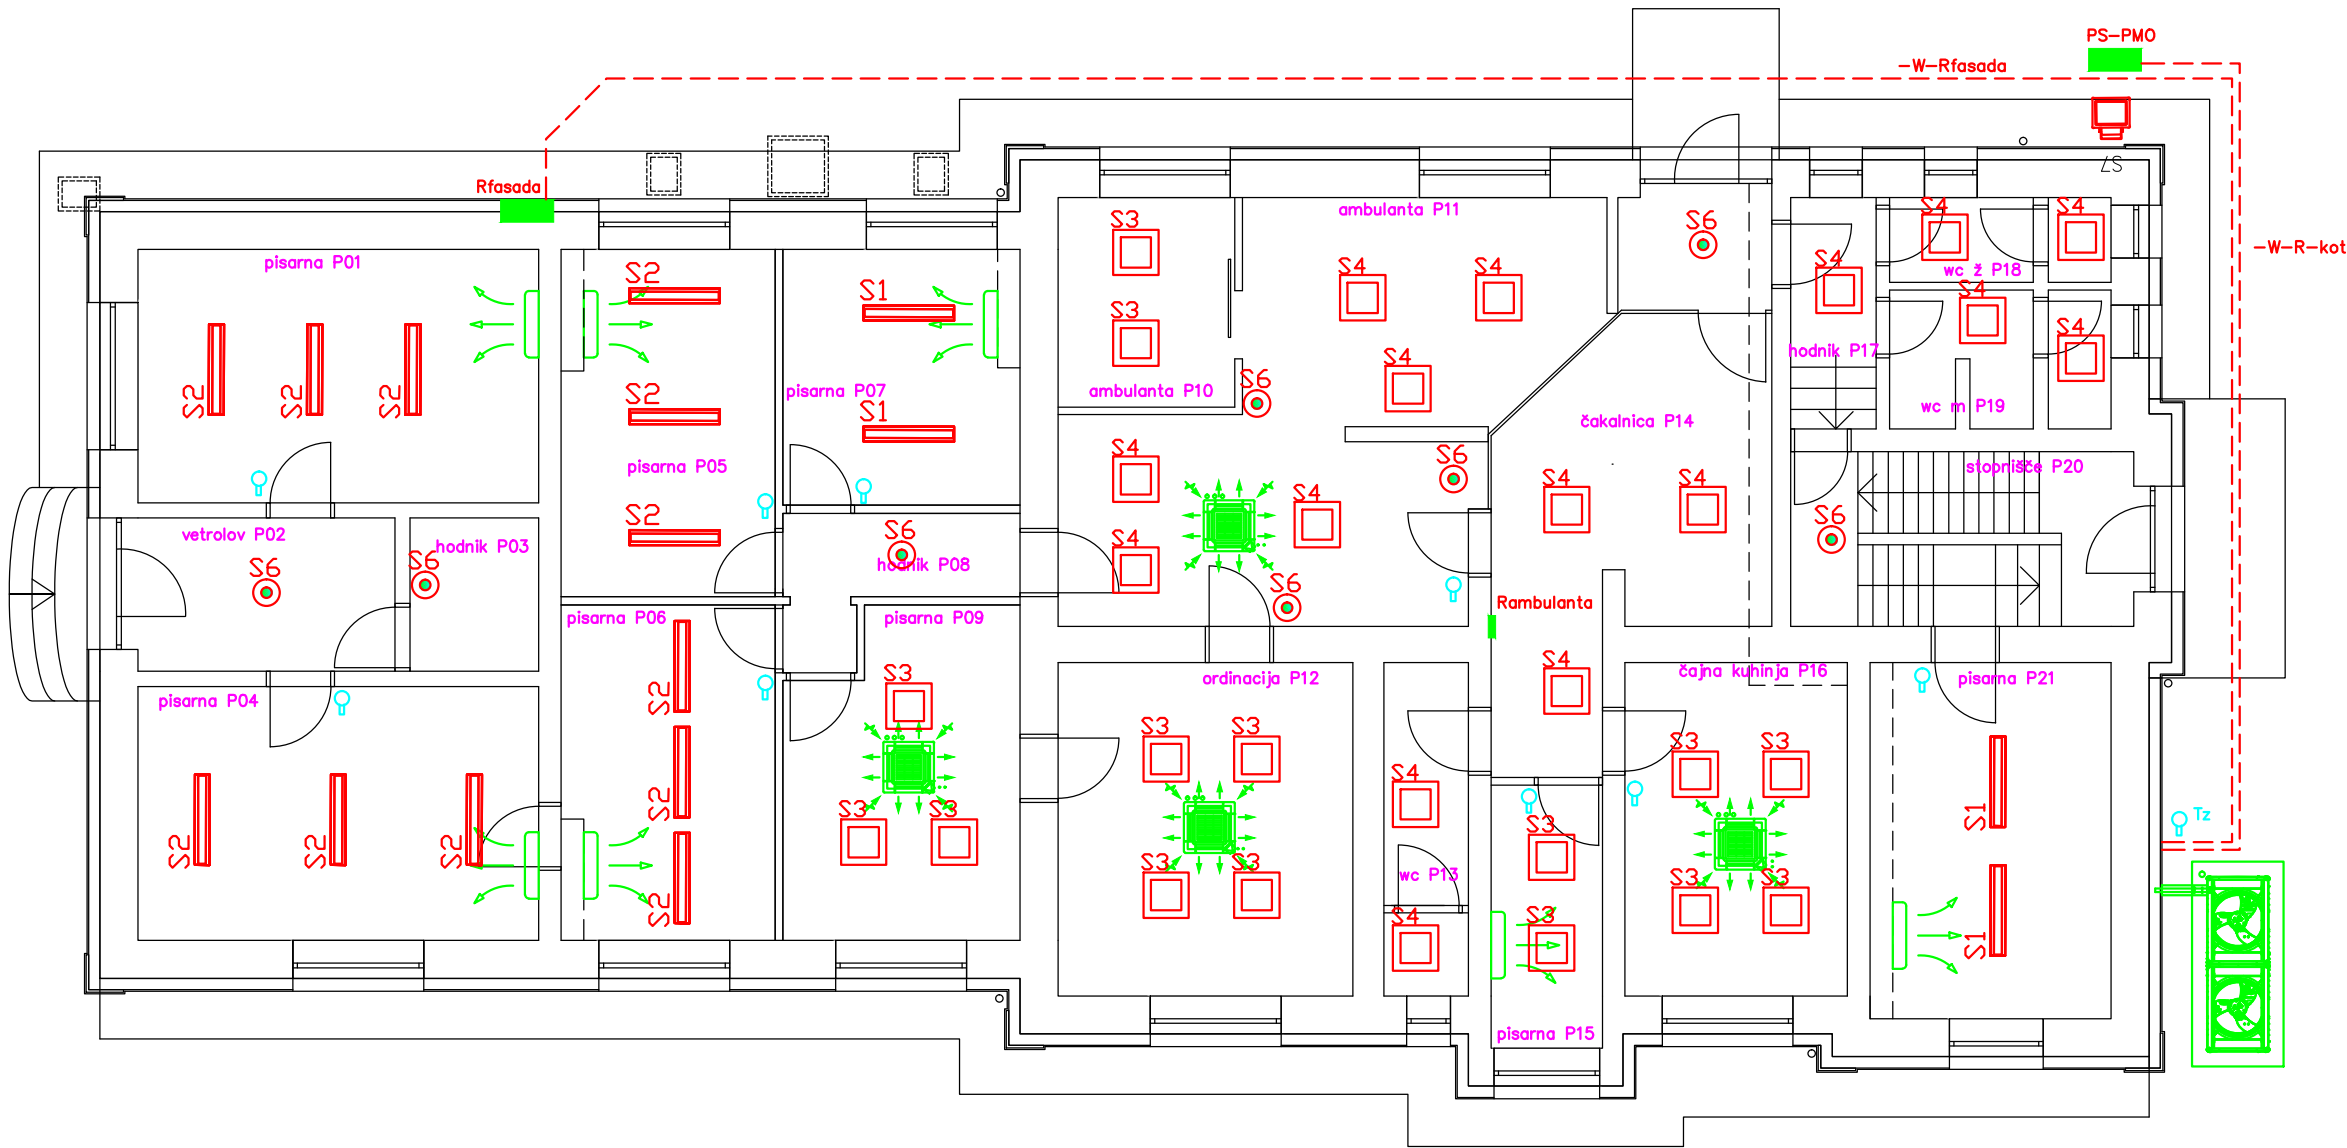 PS-PMO
-W-Rfasada
S7
Rfasada
-W-R-kot
pisarna P01
S2
S2
S2
S2
S2
S2
pisarna P05
S1
S1
pisarna P07
S3
S3
ambulanta P10
ambulanta P11
S4
S4
S4
S6
S6
S6
S4
S4
S4
S6
čakalnica P14
S4
S4
S4
hodnik P17
S4
S4
S4
wc ž P18
S4
S4
wc m P19
stopnišče P20
S6
vetrolov P02
S6
hodnik P03
S6
hodnik P08
S6
Rambulanta
pisarna P04
S2
S2
S2
pisarna P06
S2
S2
S2
pisarna P09
S3
S3
S3
ordinacija P12
S3
S3
S3
S3
S4
wc P13
S4
S3
S3
pisarna P15
čajna kuhinja P16
S3
S3
S3
S3
pisarna P21
S1
S1
Tz